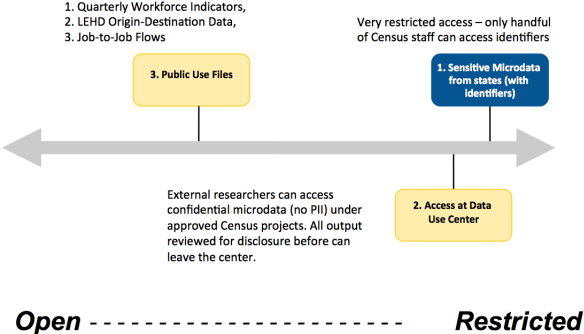 1. Quarterly Workforce Indicators,
2. LEHD Origin-Destination Data,
3. Job-to-Job Flows
Very restricted access – only handful
of Census staff can access identifiers
3. Public Use Files
1. Sensitive Microdata
from states (with
identifiers)
External researchers can access
confidential microdata (no PII) under
approved Census projects. All output
reviewed for disclosure before can
leave the center.
2. Access at Data
Use Center
Open - - - - - - - - - - - - - - - - - - - - - - - Restricted